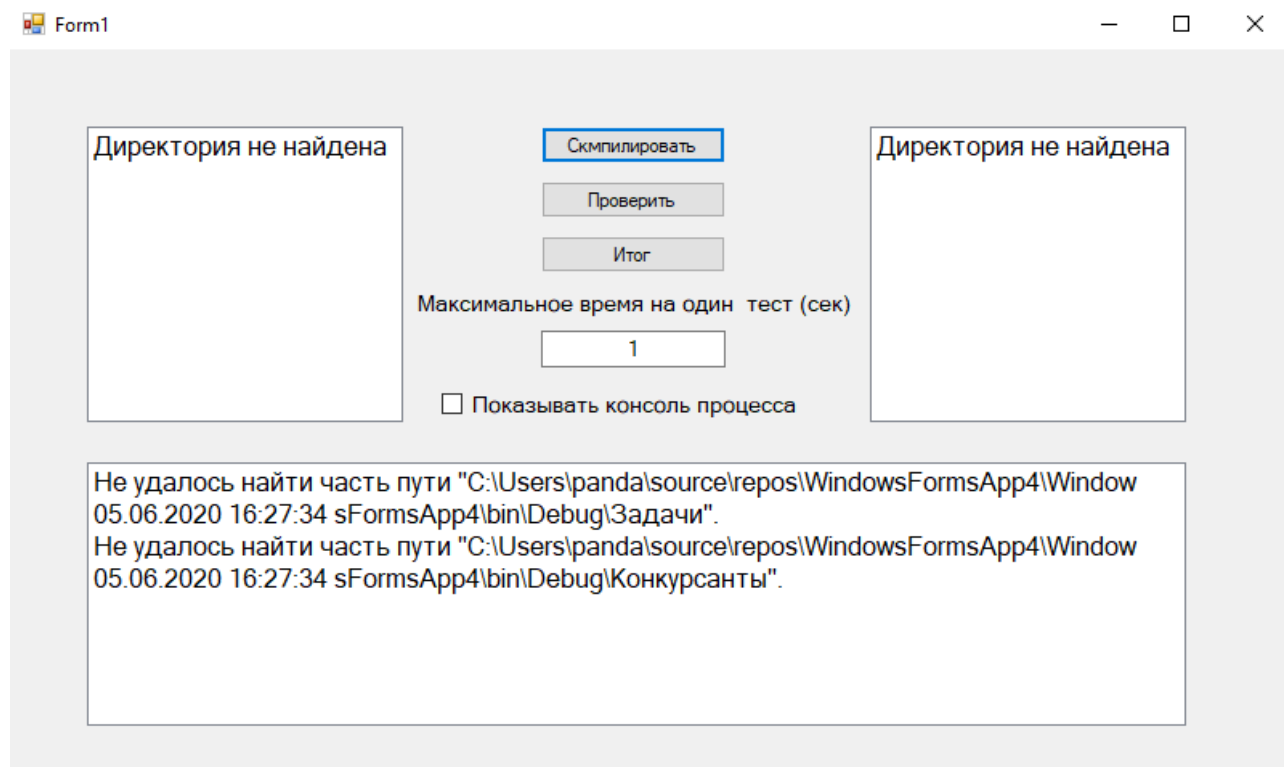 Form1
Директория не найдена
Скмпилировать
Директория не найдена
Проверить
Итог
Максимальное время на один  тест (сек)
1
Показывать консоль процесса
Не удалось найти часть пути "C:\Users\panda\source\repos\WindowsFormsApp4\Window
05.06.2020 16:27:34 sFormsApp4\bin\Debug\Задачи".
Не удалось найти часть пути "C:\Users\panda\source\repos\WindowsFormsApp4\Window
05.06.2020 16:27:34 sFormsApp4\bin\Debug\Конкурсанты".